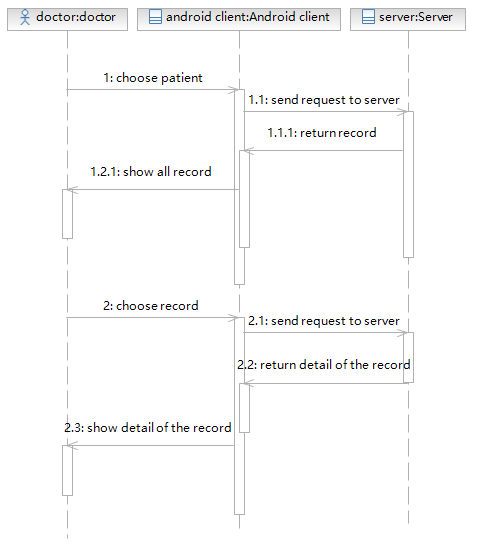 doctor:doctor
android client:Android client
server:Server
1: choose patient
1.1: send request to server
1.1.1: return record
1.2.1: show all record
2: choose record
2.1: send request to server
2.2: return detail of the record
2.3: show detail of the record